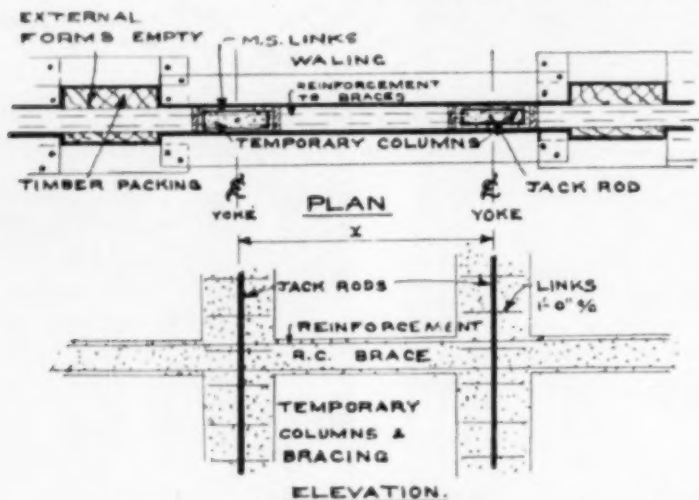 EXTERNAL
FORMS EMPTY
M.S. LINKS
WALING
REINFORCEMENT
TO BRACES
TEMPORARY COLUMNS
TIMBER PACKING
JACK ROD
℄
YOKE
PLAN
℄
YOKE
X
JACK RODS
LINKS
1'-0" %
REINFORCEMENT
R.C. BRACE
TEMPORARY
COLUMNS &
BRACING
ELEVATION.